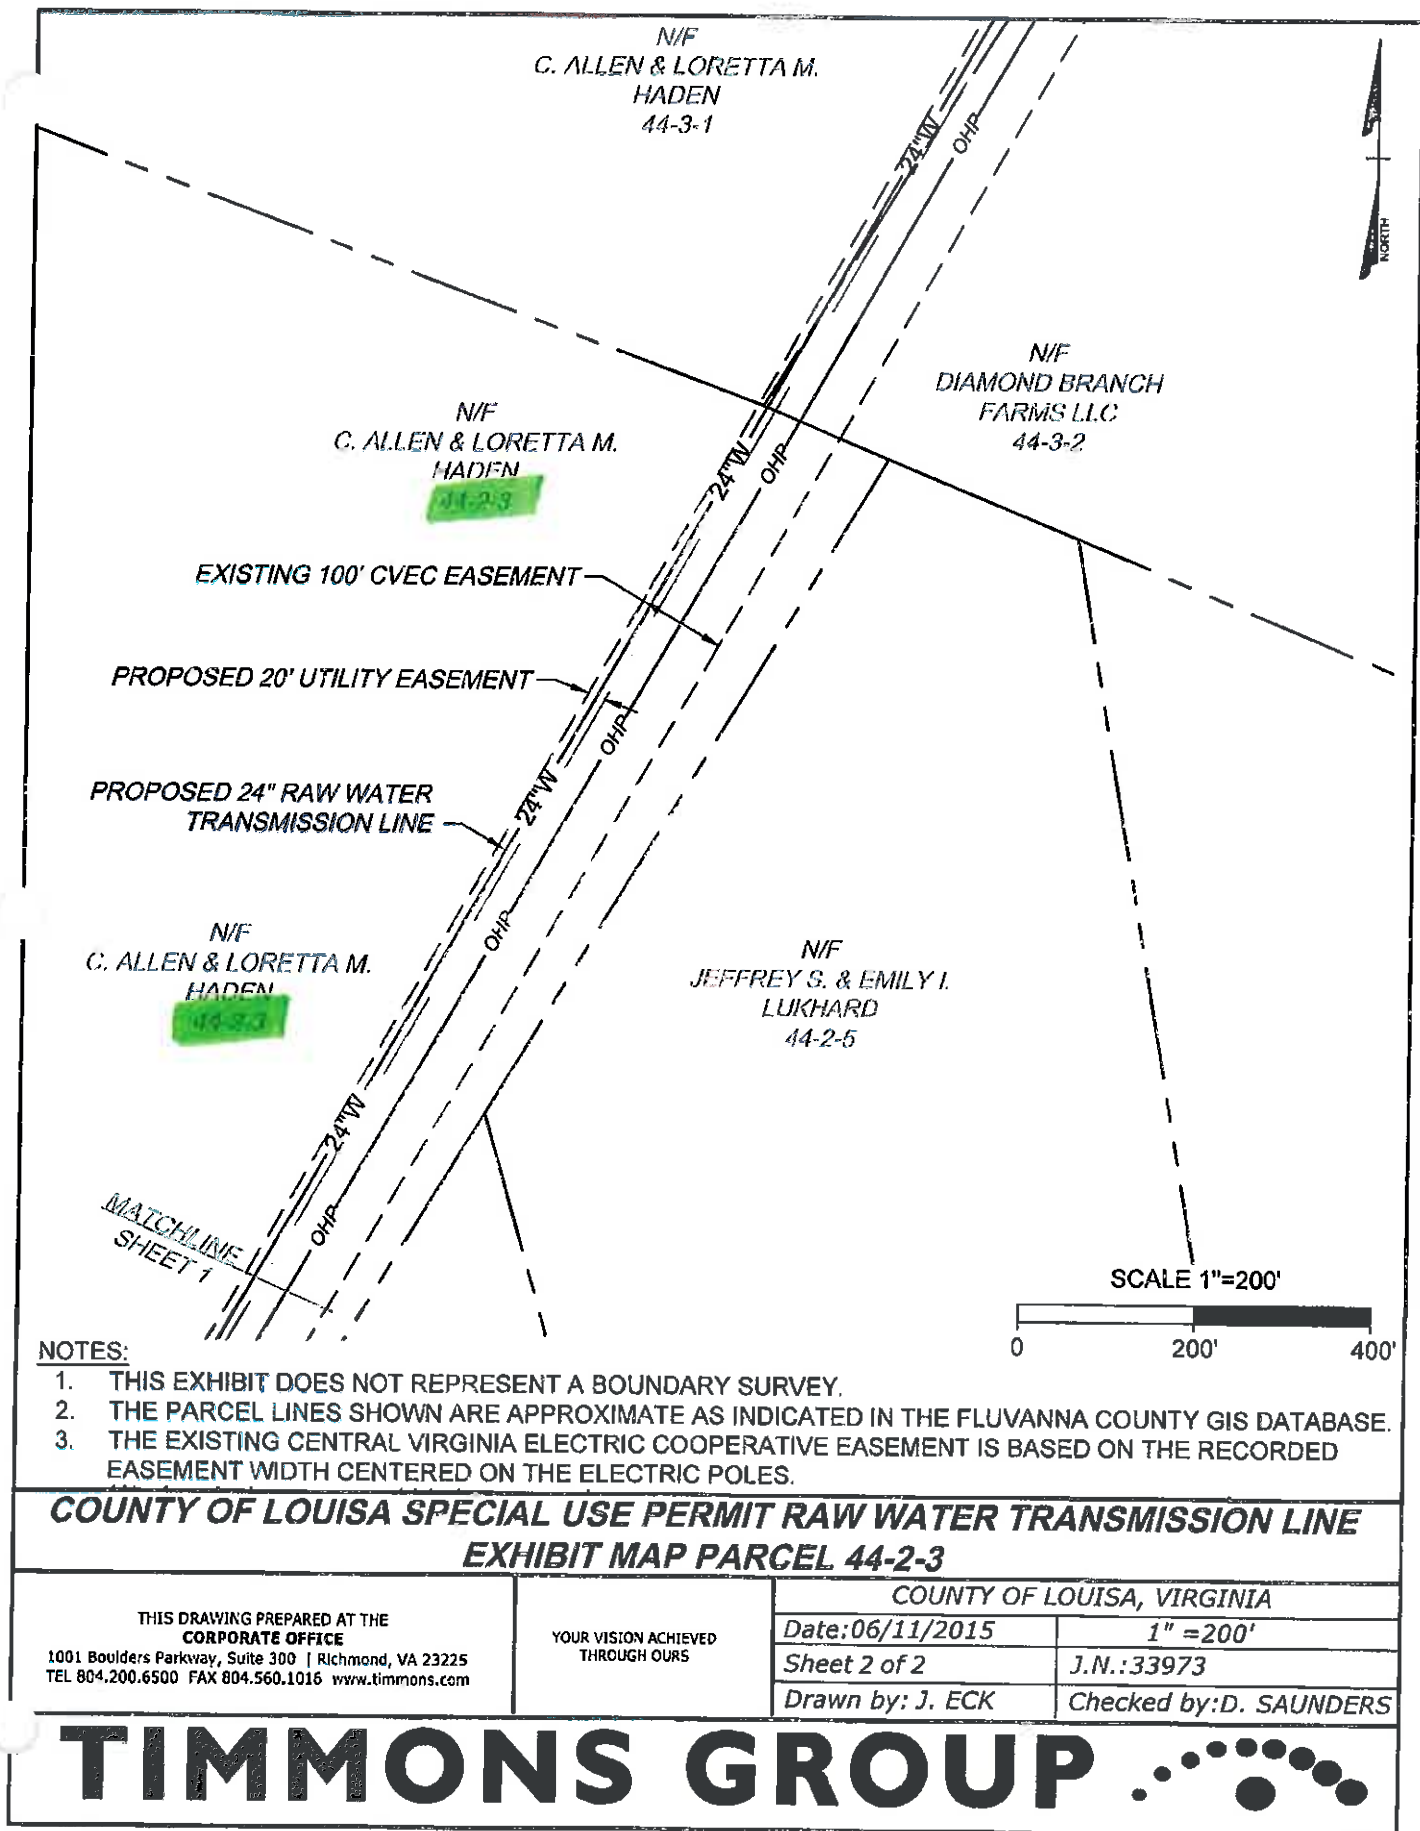 N/F
C. ALLEN & LORETTA M.
HADEN
44-3-1
24"W
OHP
NORTH
N/F
DIAMOND BRANCH
FARMS LLC
44-3-2
N/F
C. ALLEN & LORETTA M.
HADEN
44-2-3
24"W
OHP
EXISTING 100' CVEC EASEMENT
PROPOSED 20' UTILITY EASEMENT
OHP
PROPOSED 24" RAW WATER
TRANSMISSION LINE
24"W
OHP
N/F
C. ALLEN & LORETTA M.
HADEN
44-2-3
N/F
JEFFREY S. & EMILY I.
LUKHARD
44-2-5
24"W
OHP
MATCHLINE
SHEET 1
SCALE 1"=200'
0 200' 400'
NOTES:
1. THIS EXHIBIT DOES NOT REPRESENT A BOUNDARY SURVEY.
2. THE PARCEL LINES SHOWN ARE APPROXIMATE AS INDICATED IN THE FLUVANNA COUNTY GIS DATABASE.
3. THE EXISTING CENTRAL VIRGINIA ELECTRIC COOPERATIVE EASEMENT IS BASED ON THE RECORDED
EASEMENT WIDTH CENTERED ON THE ELECTRIC POLES.
COUNTY OF LOUISA SPECIAL USE PERMIT RAW WATER TRANSMISSION LINE
EXHIBIT MAP PARCEL 44-2-3
THIS DRAWING PREPARED AT THE
CORPORATE OFFICE
1001 Boulders Parkway, Suite 300 | Richmond, VA 23225
TEL 804.200.6500 FAX 804.560.1016 www.timmons.com
YOUR VISION ACHIEVED
THROUGH OURS
COUNTY OF LOUISA, VIRGINIA
Date:06/11/2015 1" =200'
Sheet 2 of 2 J.N.:33973
Drawn by: J. ECK Checked by:D. SAUNDERS
TIMMONS GROUP